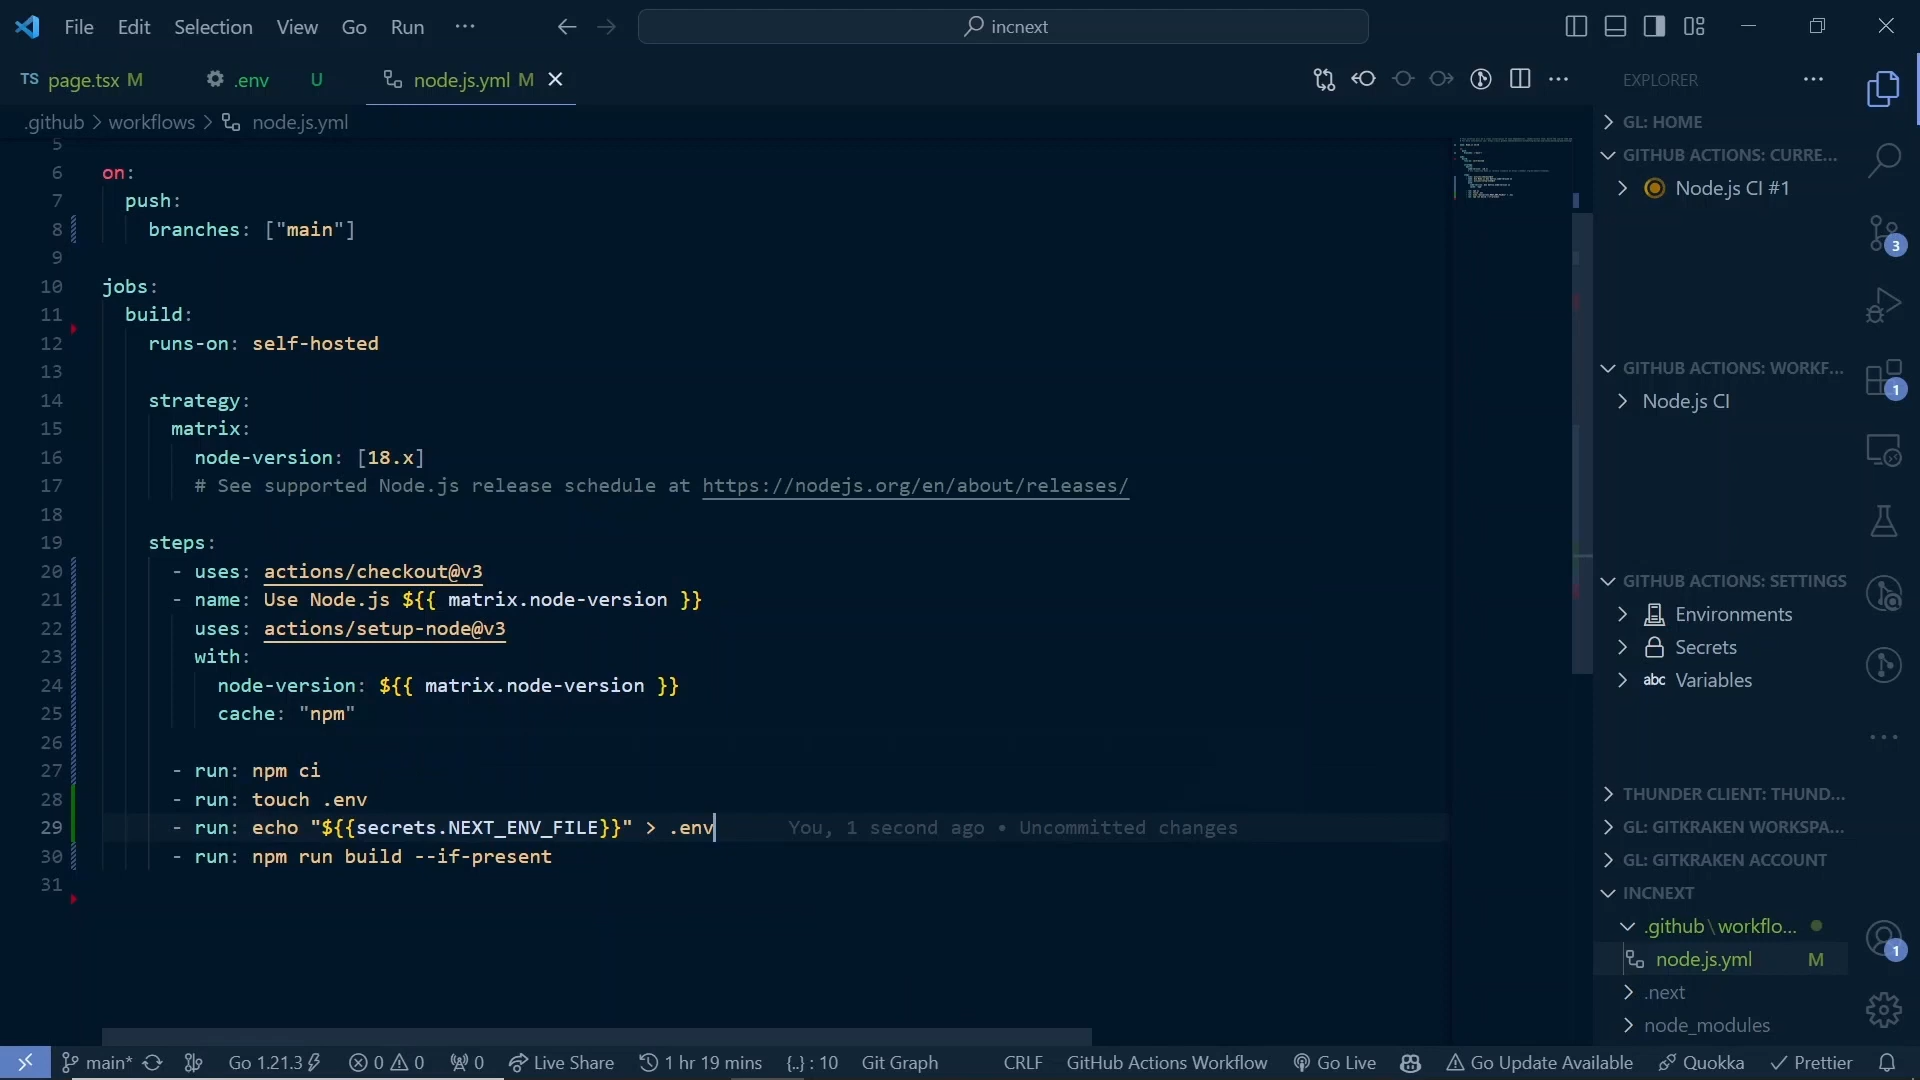 File Edit Selection View Go Run ···
incnext
TS page.tsx M
.env U
node.js.yml M
EXPLORER
.github > workflows > node.js.yml
5
6 on:
7 push:
8 branches: ["main"]
9
10 jobs:
11 build:
12 runs-on: self-hosted
13
14 strategy:
15 matrix:
16 node-version: [18.x]
17 # See supported Node.js release schedule at https://nodejs.org/en/about/releases/
18
19 steps:
20 - uses: actions/checkout@v3
21 - name: Use Node.js ${{ matrix.node-version }}
22 uses: actions/setup-node@v3
23 with:
24 node-version: ${{ matrix.node-version }}
25 cache: "npm"
26
27 - run: npm ci
28 - run: touch .env
29 - run: echo "${{secrets.NEXT_ENV_FILE}}" > .env You, 1 second ago • Uncommitted changes
30 - run: npm run build --if-present
31
GL: HOME
GITHUB ACTIONS: CURRE...
Node.js CI #1
GITHUB ACTIONS: WORKF...
Node.js CI
GITHUB ACTIONS: SETTINGS
Environments
Secrets
abc Variables
THUNDER CLIENT: THUND...
GL: GITKRAKEN WORKSPA...
GL: GITKRAKEN ACCOUNT
INCNEXT
.github\workflo...
node.js.yml M
.next
node_modules
3
1
1
main* Go 1.21.3 0 0 0 Live Share 1 hr 19 mins {..} : 10 Git Graph CRLF GitHub Actions Workflow Go Live Go Update Available Quokka Prettier